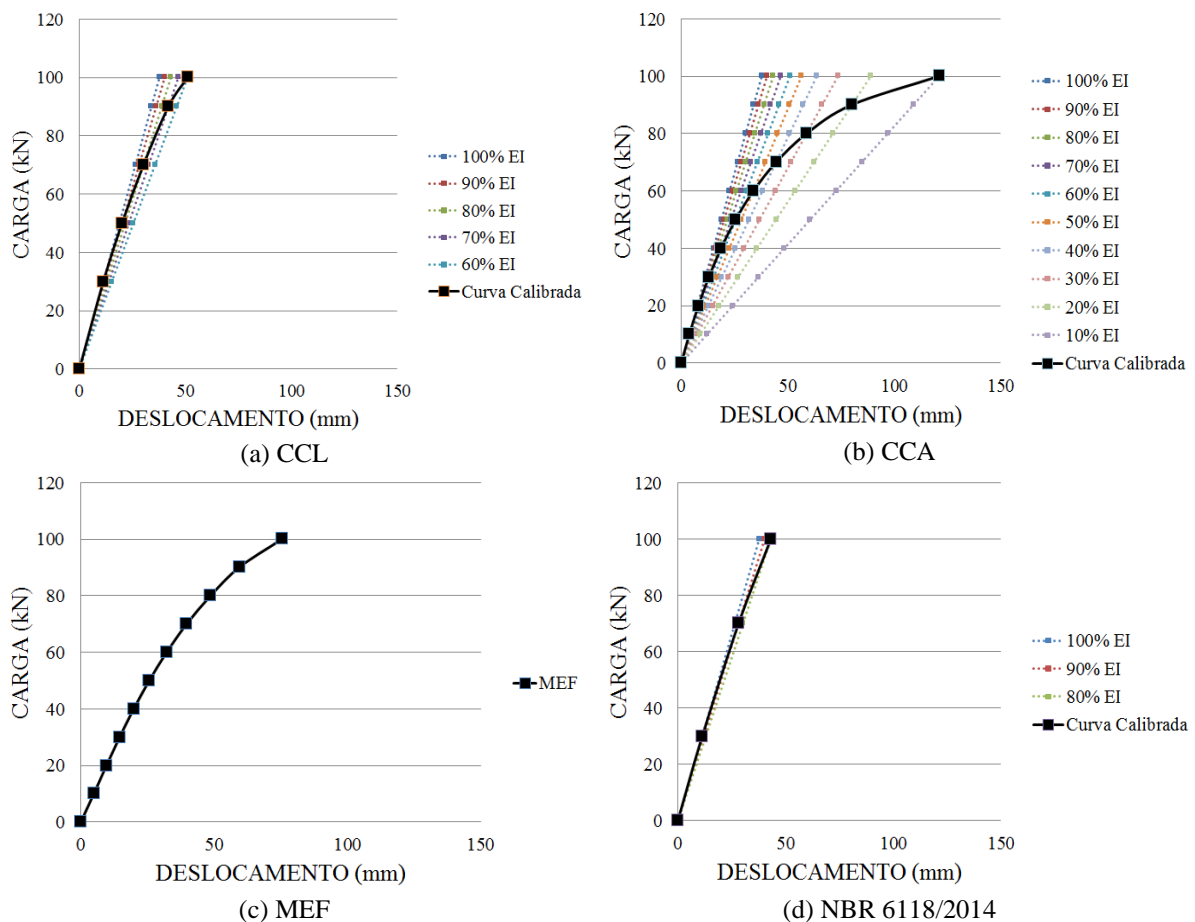 120
100
80
60
40
20
0
CARGA (kN)
0 50 100 150
DESLOCAMENTO (mm)
100% EI
90% EI
80% EI
70% EI
60% EI
Curva Calibrada
(a) CCL
120
100
80
60
40
20
0
CARGA (kN)
0 50 100 150
DESLOCAMENTO (mm)
100% EI
90% EI
80% EI
70% EI
60% EI
50% EI
40% EI
30% EI
20% EI
10% EI
Curva Calibrada
(b) CCA
120
100
80
60
40
20
0
CARGA (kN)
0 50 100 150
DESLOCAMENTO (mm)
MEF
(c) MEF
120
100
80
60
40
20
0
CARGA (kN)
0 50 100 150
DESLOCAMENTO (mm)
100% EI
90% EI
80% EI
Curva Calibrada
(d) NBR 6118/2014